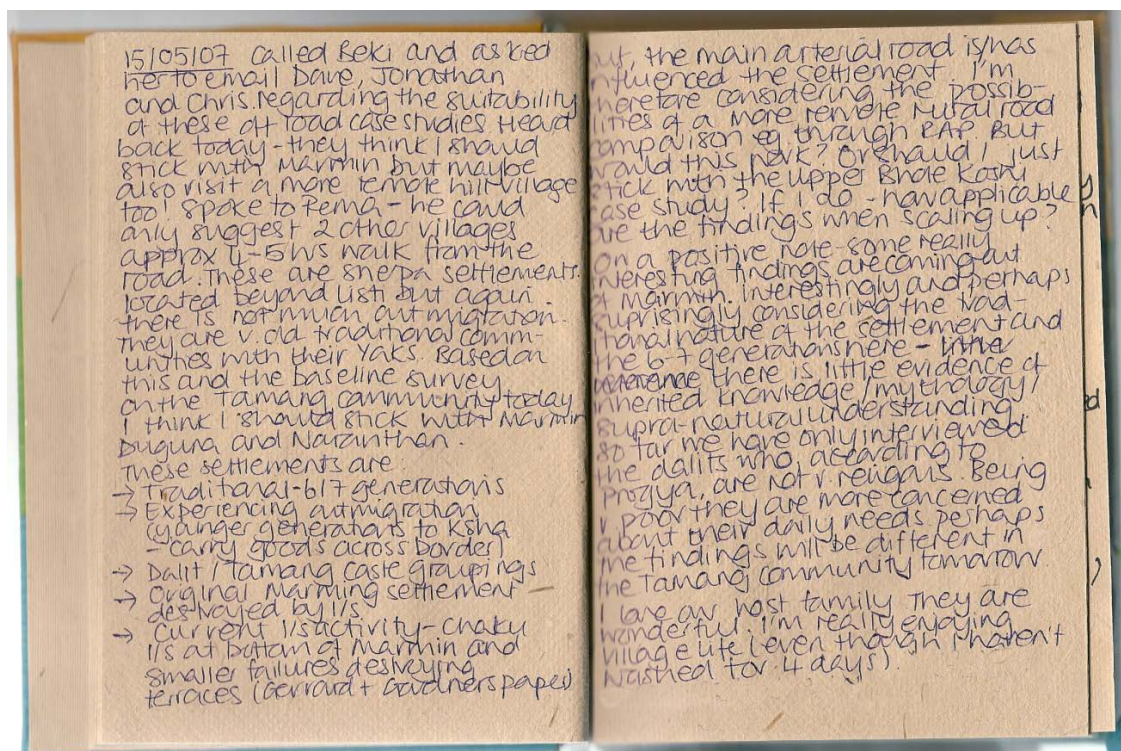 15/05/07 called Beki and asked
her to email Dave, Jonathan
and Chris regarding the suitability
of these off road case studies. Heard
back today - they think I should
stick with Marmin but maybe
also visit a more remote hill village
too! Spoke to Pema - he could
only suggest 2 other villages
approx 4-5 hrs walk from the
road. These are sherpa settlements.
located beyond Listi but again
there is not much outmigration.
They are v. old traditional comm-
unities with their Yaks. Based on
this and the baseline survey
on the Tamang community today
I think I should stick with Marmin
Duguna and Naranthan.
These settlements are
→ Traditional - 6/7 generations
→ Experiencing outmigration
(younger generations to Ksha
- carry goods across border)
→ Dalit / Tamang caste groupings
→ Original Marming settlement -
destroyed by l/s
→ Current l/s activity - Chaku
l/s at bottom of Marmin and
smaller failures destroying
terraces (Gerrard + Gardners paper)
but, the main arterial road is/has
influenced the settlement. I'm
therefore considering the possib-
ilities of a more remote rural road
comparison eg through RAP. But
would this work? Or should I just
stick with the upper Bhote Koshi
case study? If I do - how applicable
are the findings when scaling up?
On a positive note - some really
interesting findings are coming out
of Marmin. Interestingly and perhaps
suprisingly considering the trad-
itional nature of the settlement and
the 6-7 generations here -
there is little evidence of
inherited knowledge / mythology /
supra-natural understanding.
So far we have only interviewed
the dalits who according to
Progya, are not v. religous. Being
v. poor they are more concerned
about their daily needs. perhaps
the findings will be different in
the Tamang community tomorrow.
I love our host family. They are
wonderful. I'm really enjoying
village life (even though I haven't
washed for 4 days).